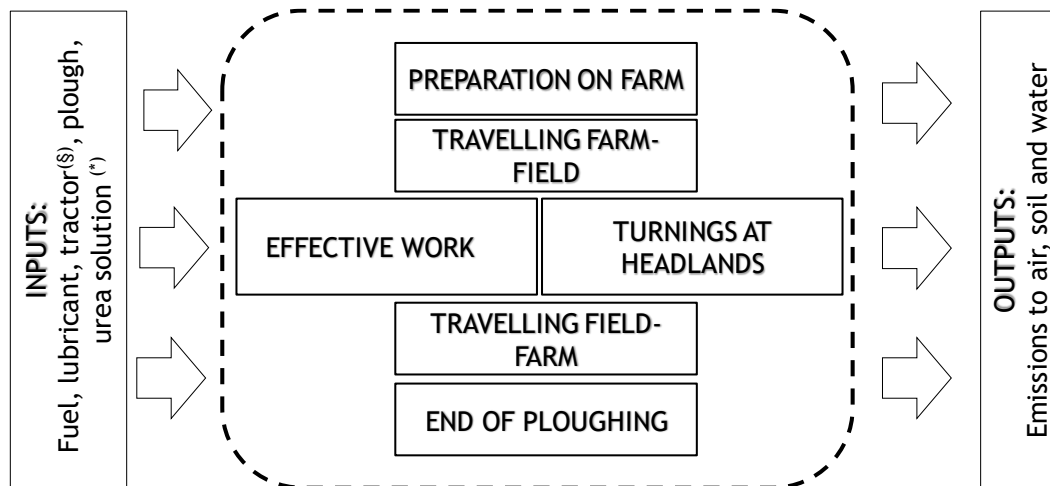 INPUTS:
Fuel, lubricant, tractor(§), plough,
urea solution (*)
PREPARATION ON FARM
TRAVELLING FARM-
FIELD
EFFECTIVE WORK
TURNINGS AT
HEADLANDS
TRAVELLING FIELD-
FARM
END OF PLOUGHING
OUTPUTS:
Emissions to air, soil and water